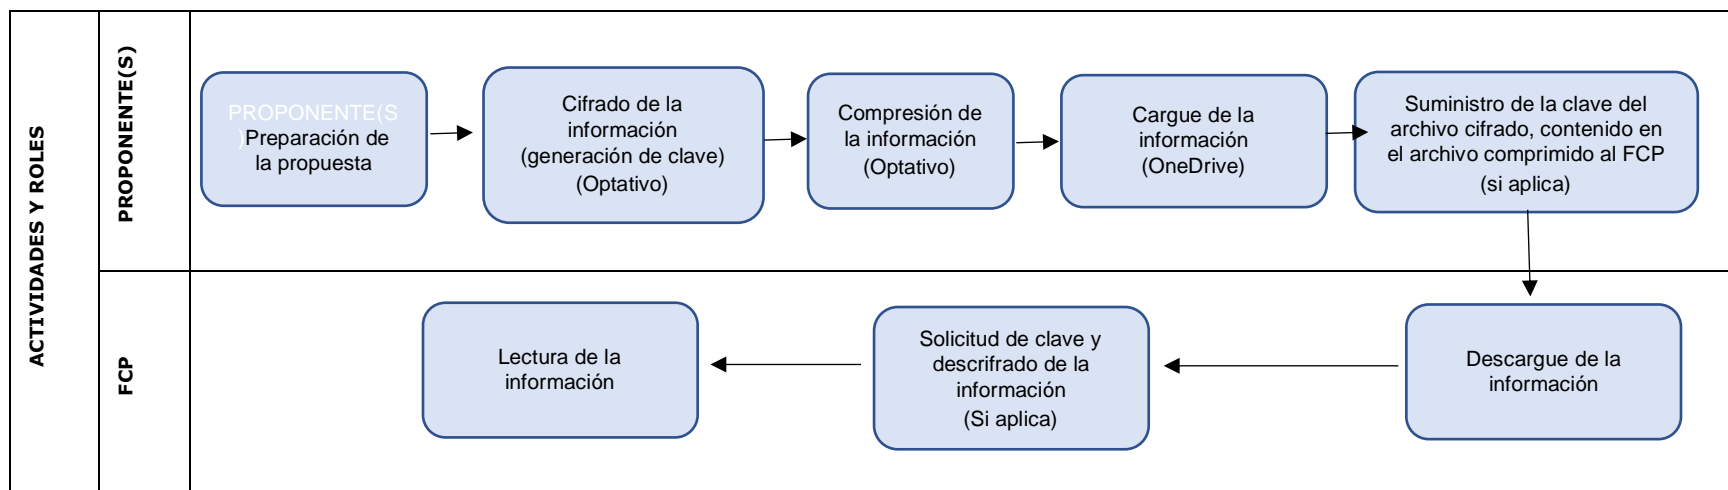 ACTIVIDADES Y ROLES
PROPONENTE(S)
PROPONENTE(S
)Preparación de
la propuesta
Cifrado de la
información
(generación de clave)
(Optativo)
Compresión de
la información
(Optativo)
Cargue de la
información
(OneDrive)
Suministro de la clave del
archivo cifrado, contenido en
el archivo comprimido al FCP
(si aplica)
FCP
Lectura de la
información
Solicitud de clave y
descrifrado de la
información
(Si aplica)
Descargue de la
información